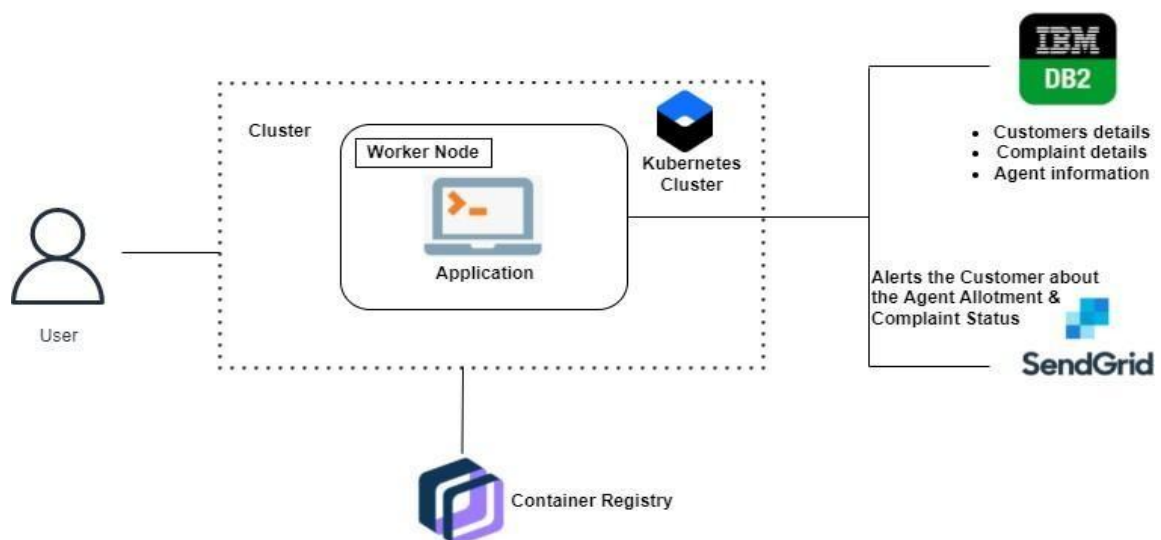 IBM
DB2
Cluster
Worker Node
Kubernetes
Cluster
Customers details
Complaint details
Agent information
Application
User
Alerts the Customer about
the Agent Allotment &
Complaint Status
SendGrid
Container Registry